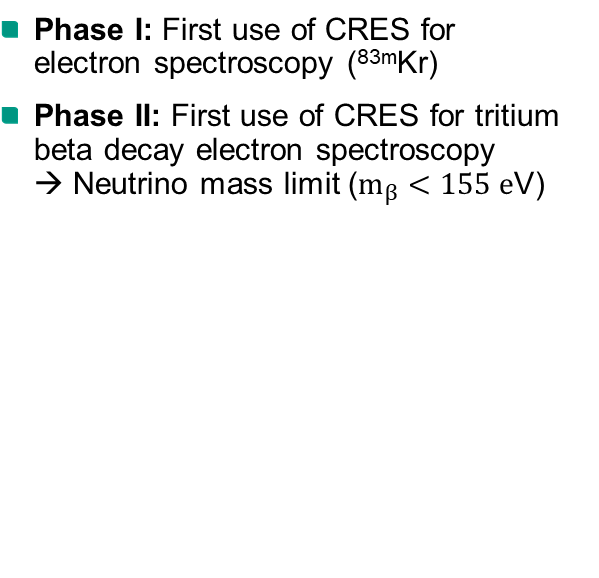 Phase I: First use of CRES for
electron spectroscopy (⁸³ᵐKr)
Phase II: First use of CRES for tritium
beta decay electron spectroscopy
→ Neutrino mass limit (mᵦ < 155 eV)